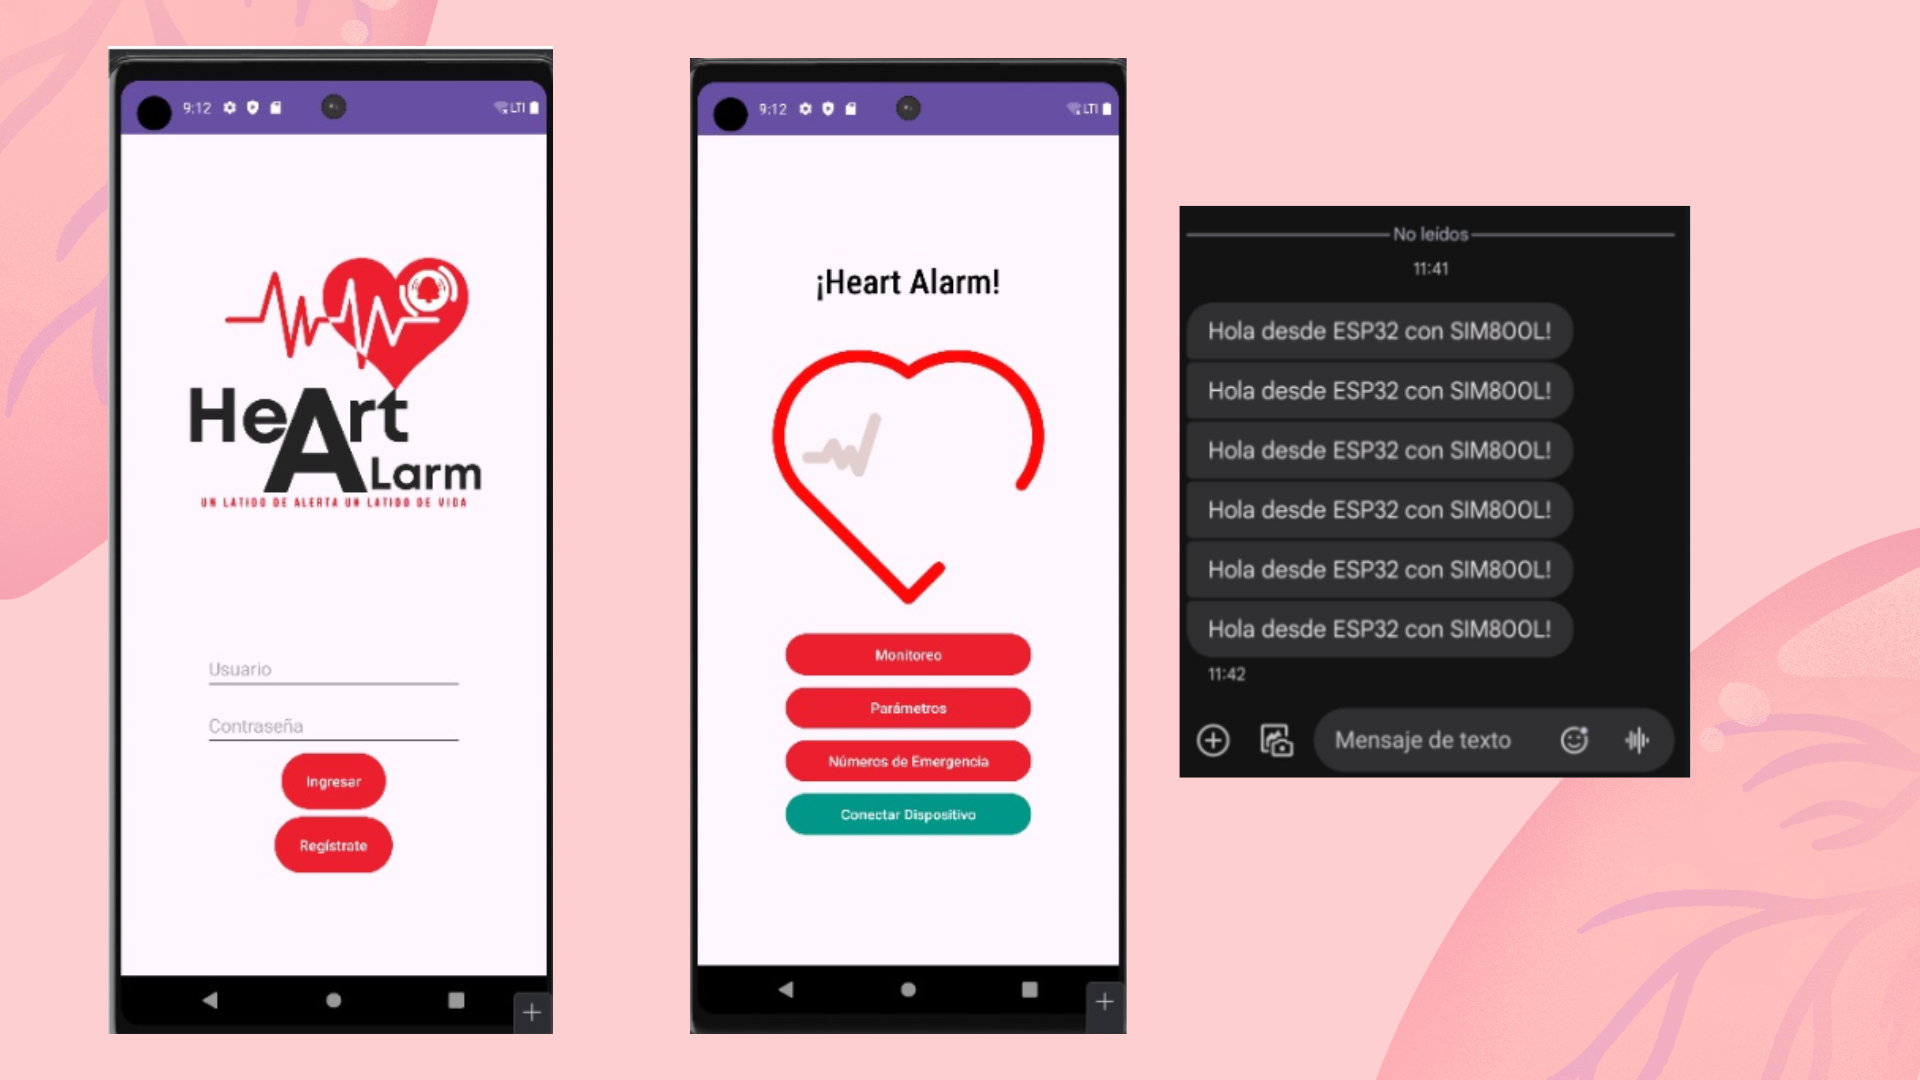 9:12
LTI
HeArt
ALarm
UN LATIDO DE ALERTA UN LATIDO DE VIDA
Usuario
Contraseña
Ingresar
Regístrate
9:12
LTI
¡Heart Alarm!
Monitoreo
Parámetros
Números de Emergencia
Conectar Dispositivo
No leídos
11:41
Hola desde ESP32 con SIM800L!
Hola desde ESP32 con SIM800L!
Hola desde ESP32 con SIM800L!
Hola desde ESP32 con SIM800L!
Hola desde ESP32 con SIM800L!
Hola desde ESP32 con SIM800L!
11:42
Mensaje de texto